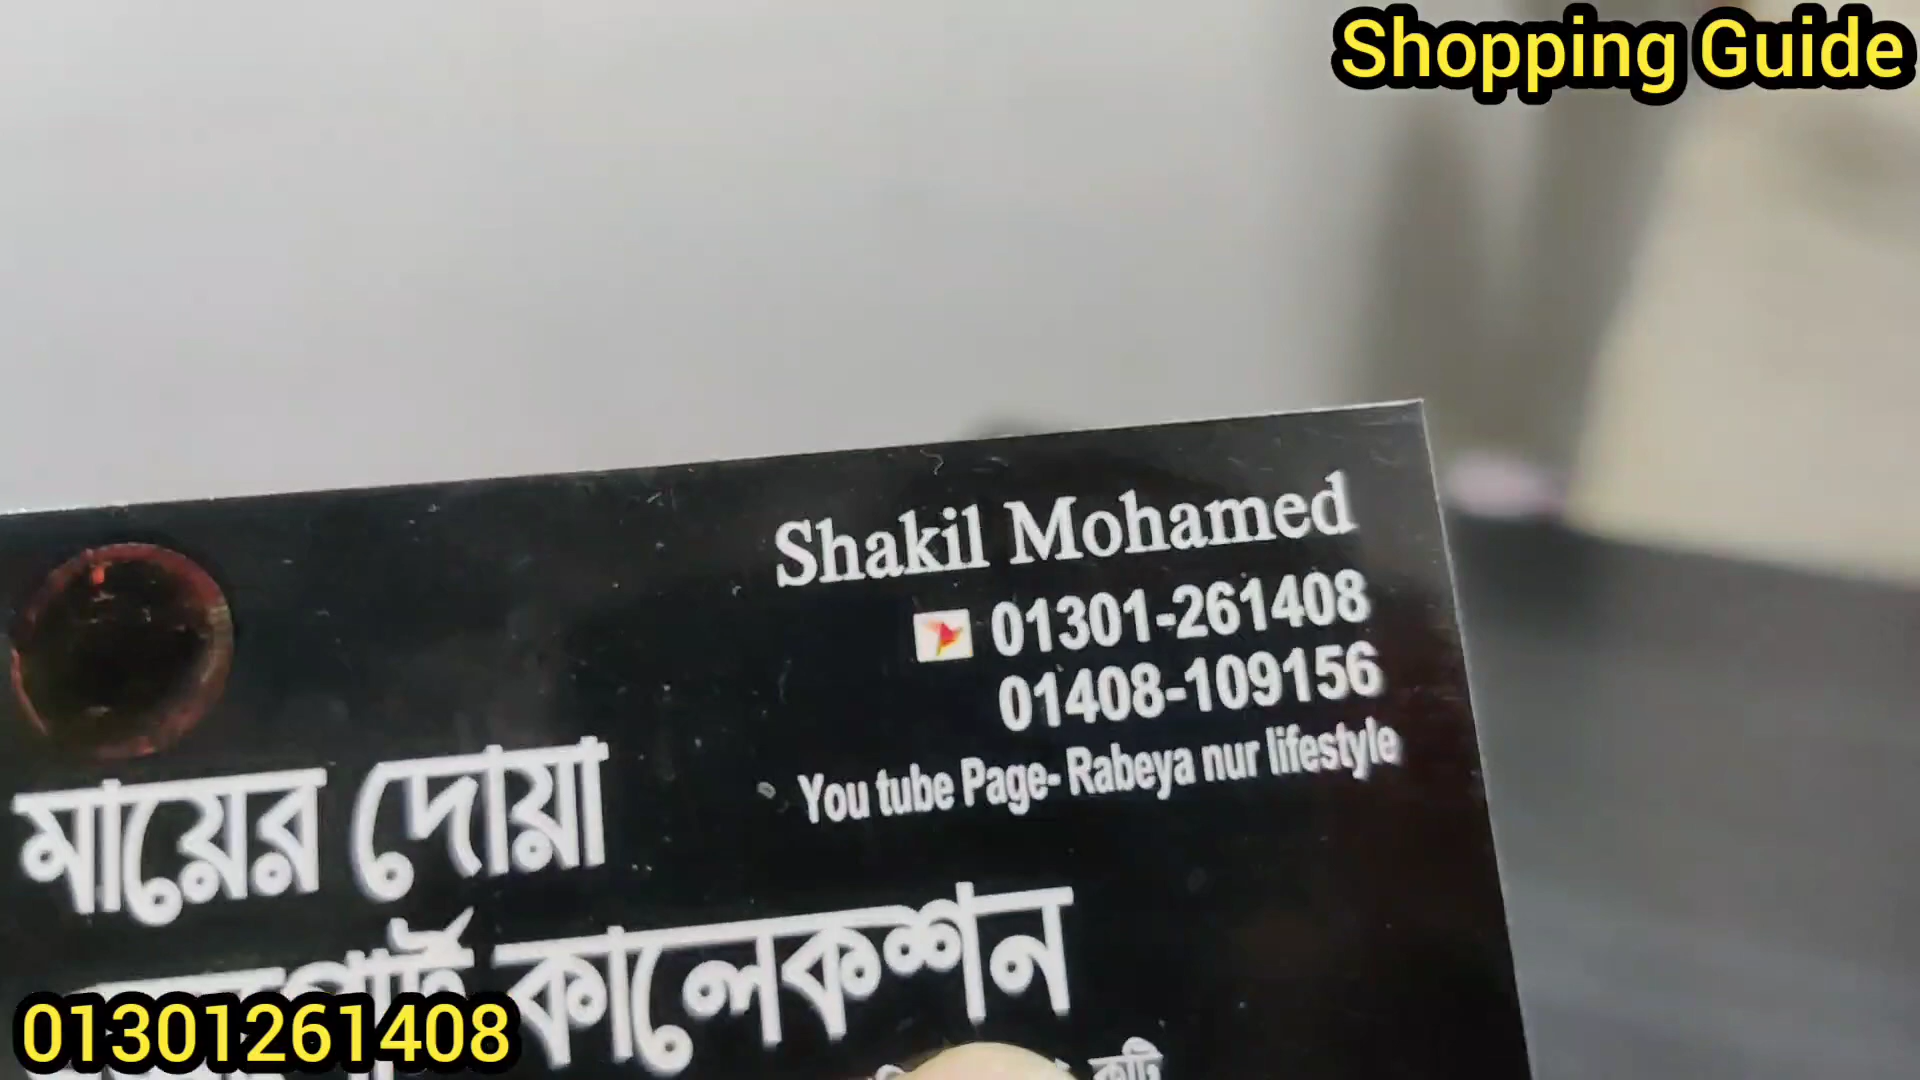 Shopping Guide
Shakil Mohamed
01301-261408
01408-109156
You tube Page- Rabeya nur lifestyle
মায়ের দোয়া
কালেকশন
01301261408